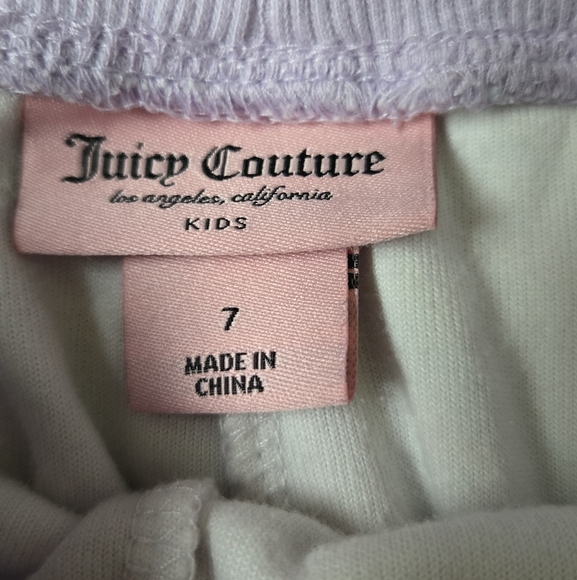 Juicy Couture
los angeles, california
KIDS
7
MADE IN
CHINA